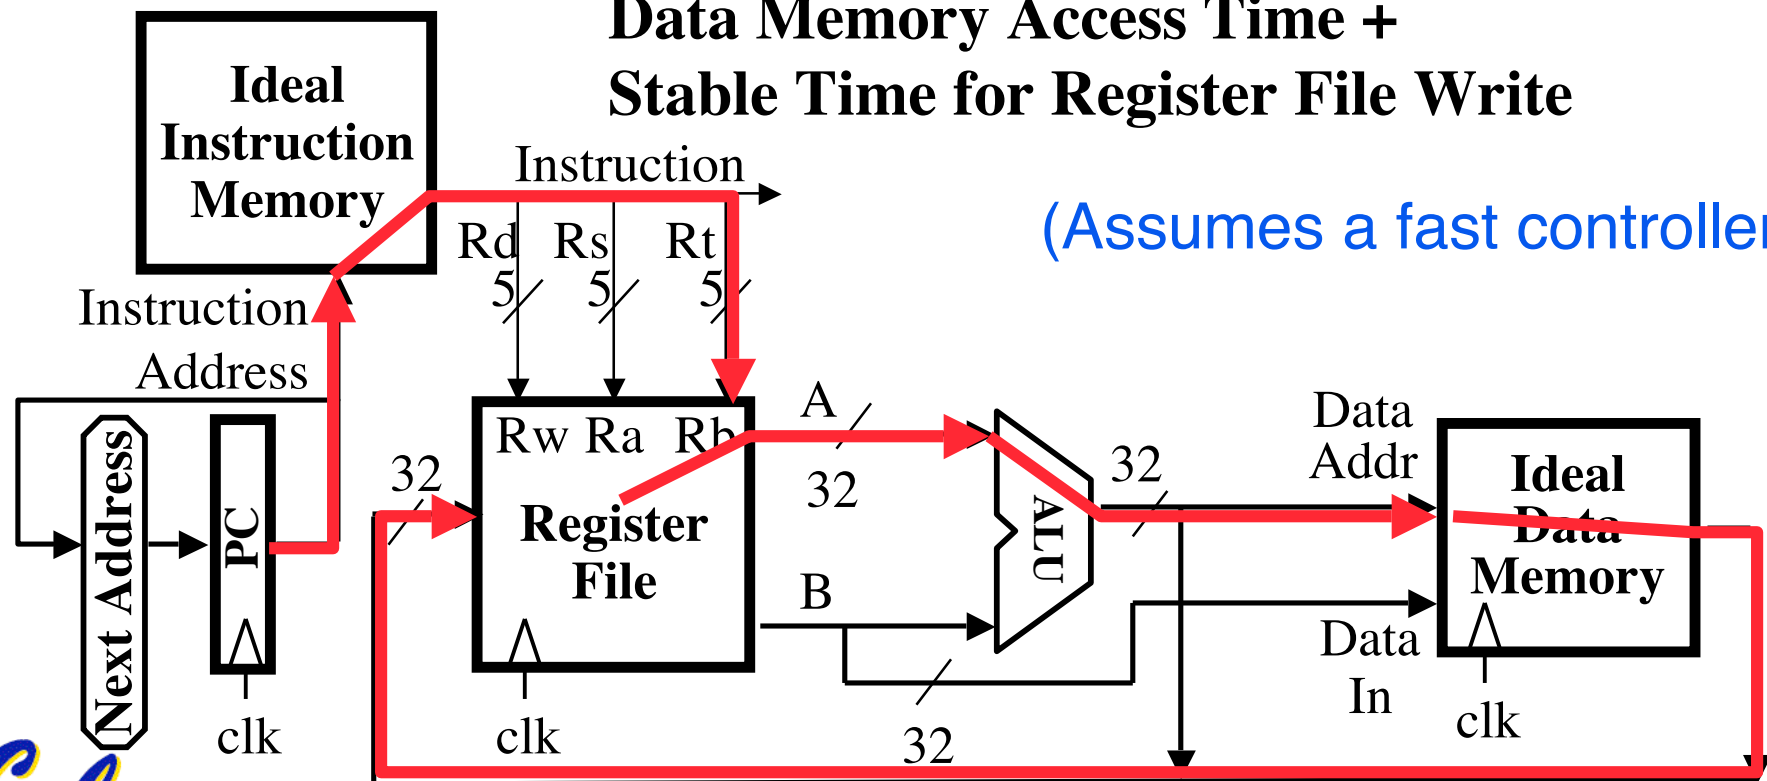 Data Memory Access Time +
Stable Time for Register File Write
(Assumes a fast controller
Ideal
Instruction
Memory
Instruction
Rd
Rs
Rt
5
5
5
Instruction
Address
Next Address
PC
clk
32
Rw Ra Rb
Register
File
clk
A
32
B
32
ALU
32
Data
Addr
Ideal
Data
Memory
Data
In
clk